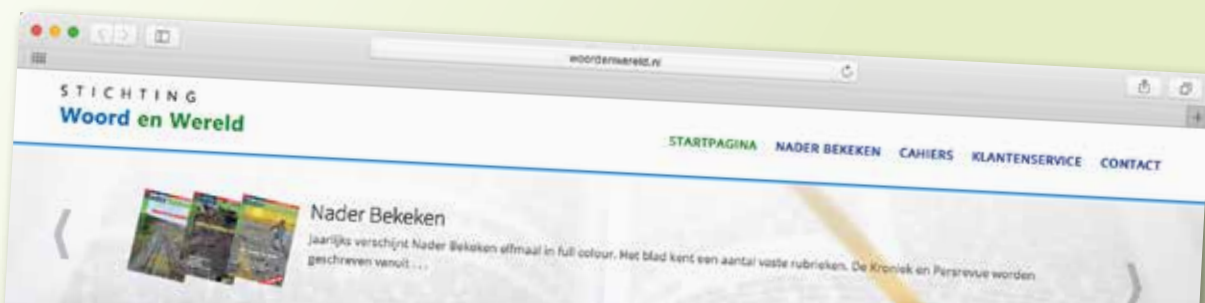 woordenwereld.nl
STICHTING
Woord en Wereld
STARTPAGINA NADER BEKEKEN CAHIERS KLANTENSERVICE CONTACT
Nader Bekeken
Jaarlijks verschijnt Nader Bekeken elfmaal in full colour. Het blad kent een aantal vaste rubrieken. De Kroniek en Persrevue worden
geschreven vanuit ...